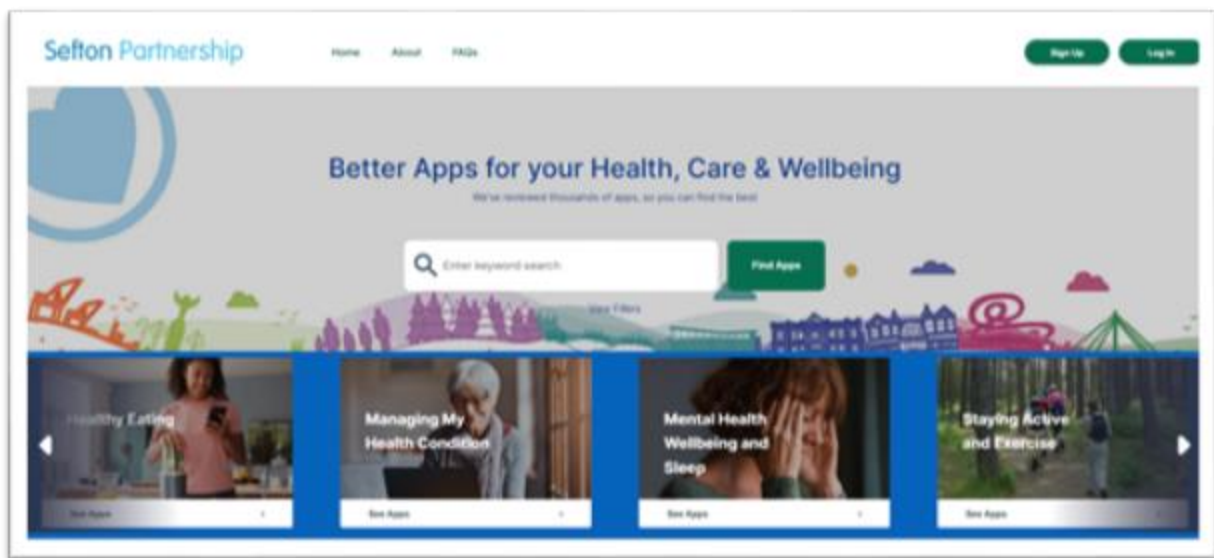 Sefton Partnership
Home About FAQs
Sign Up Log In
Better Apps for your Health, Care & Wellbeing
We've reviewed thousands of apps, so you can find the best
Enter keyword search
Find Apps
View Filters
Healthy Eating
See Apps
Managing My
Health Condition
See Apps
Mental Health
Wellbeing and
Sleep
See Apps
Staying Active
and Exercise
See Apps